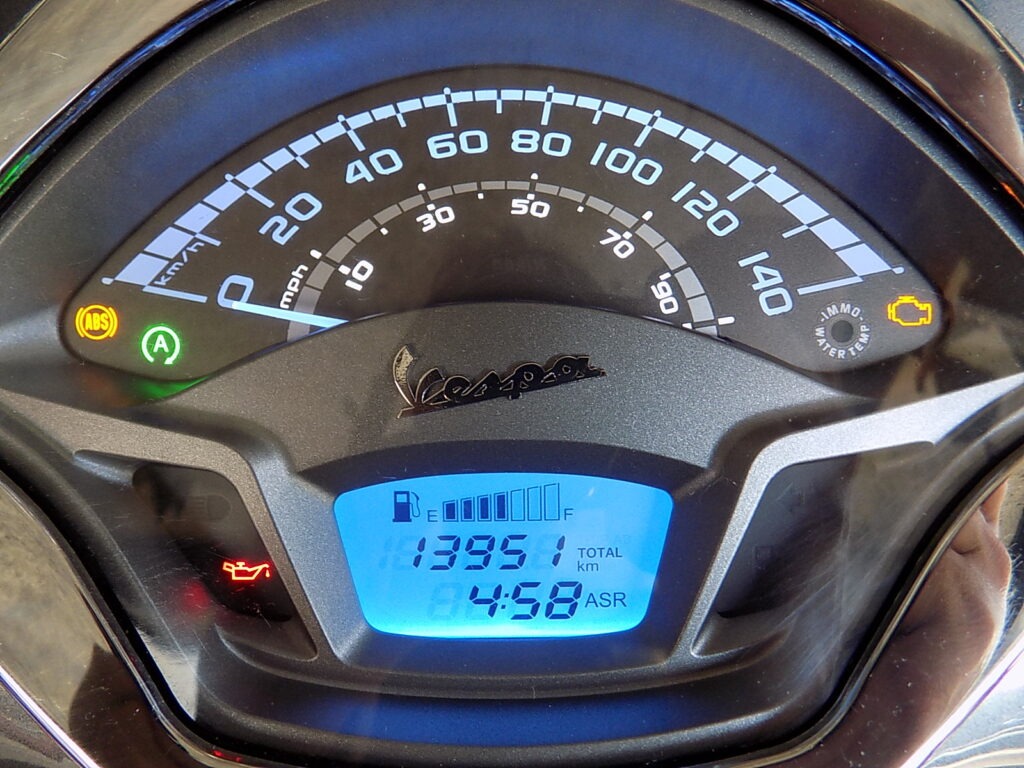 km/h
0 20 40 60 80 100 120 140
mph
10 30 50 70 90
ABS
A
IMMO
WATER TEMP
Vespa
E F
13951 TOTAL km
4:58 ASR